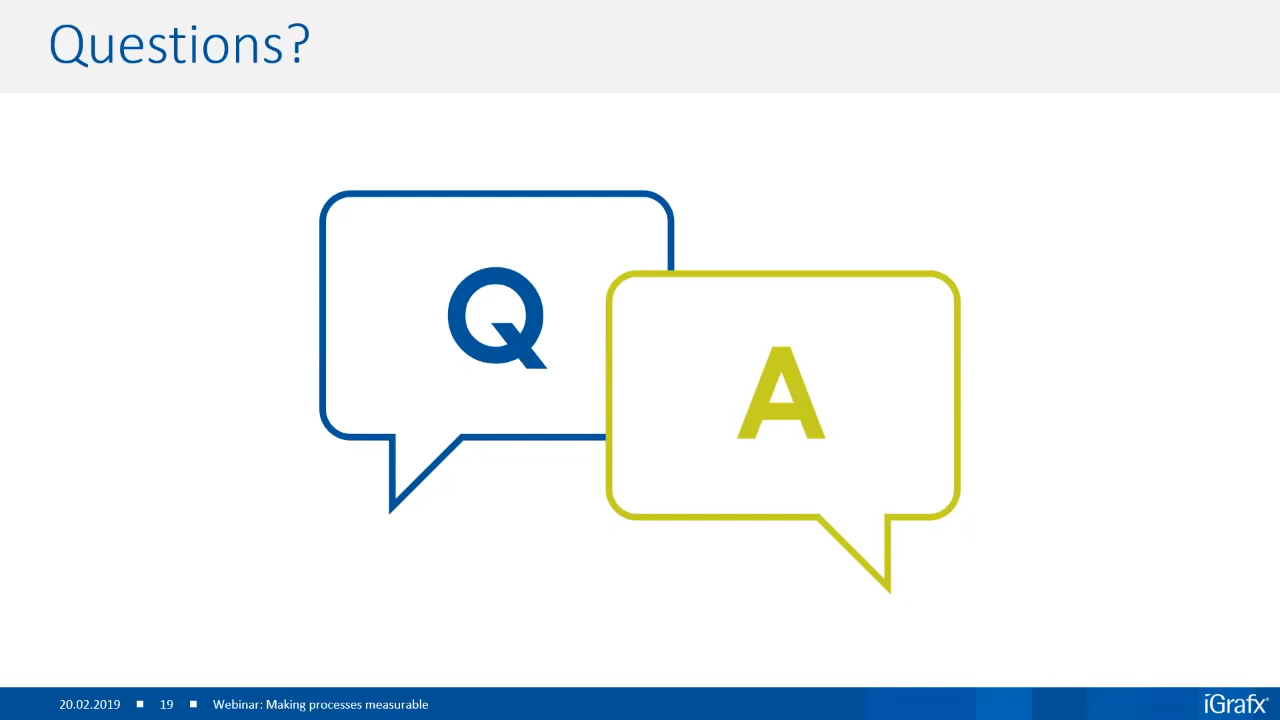 Questions?
Q
A
20.02.2019 ■ 19 ■ Webinar: Making processes measurable
iGrafx®